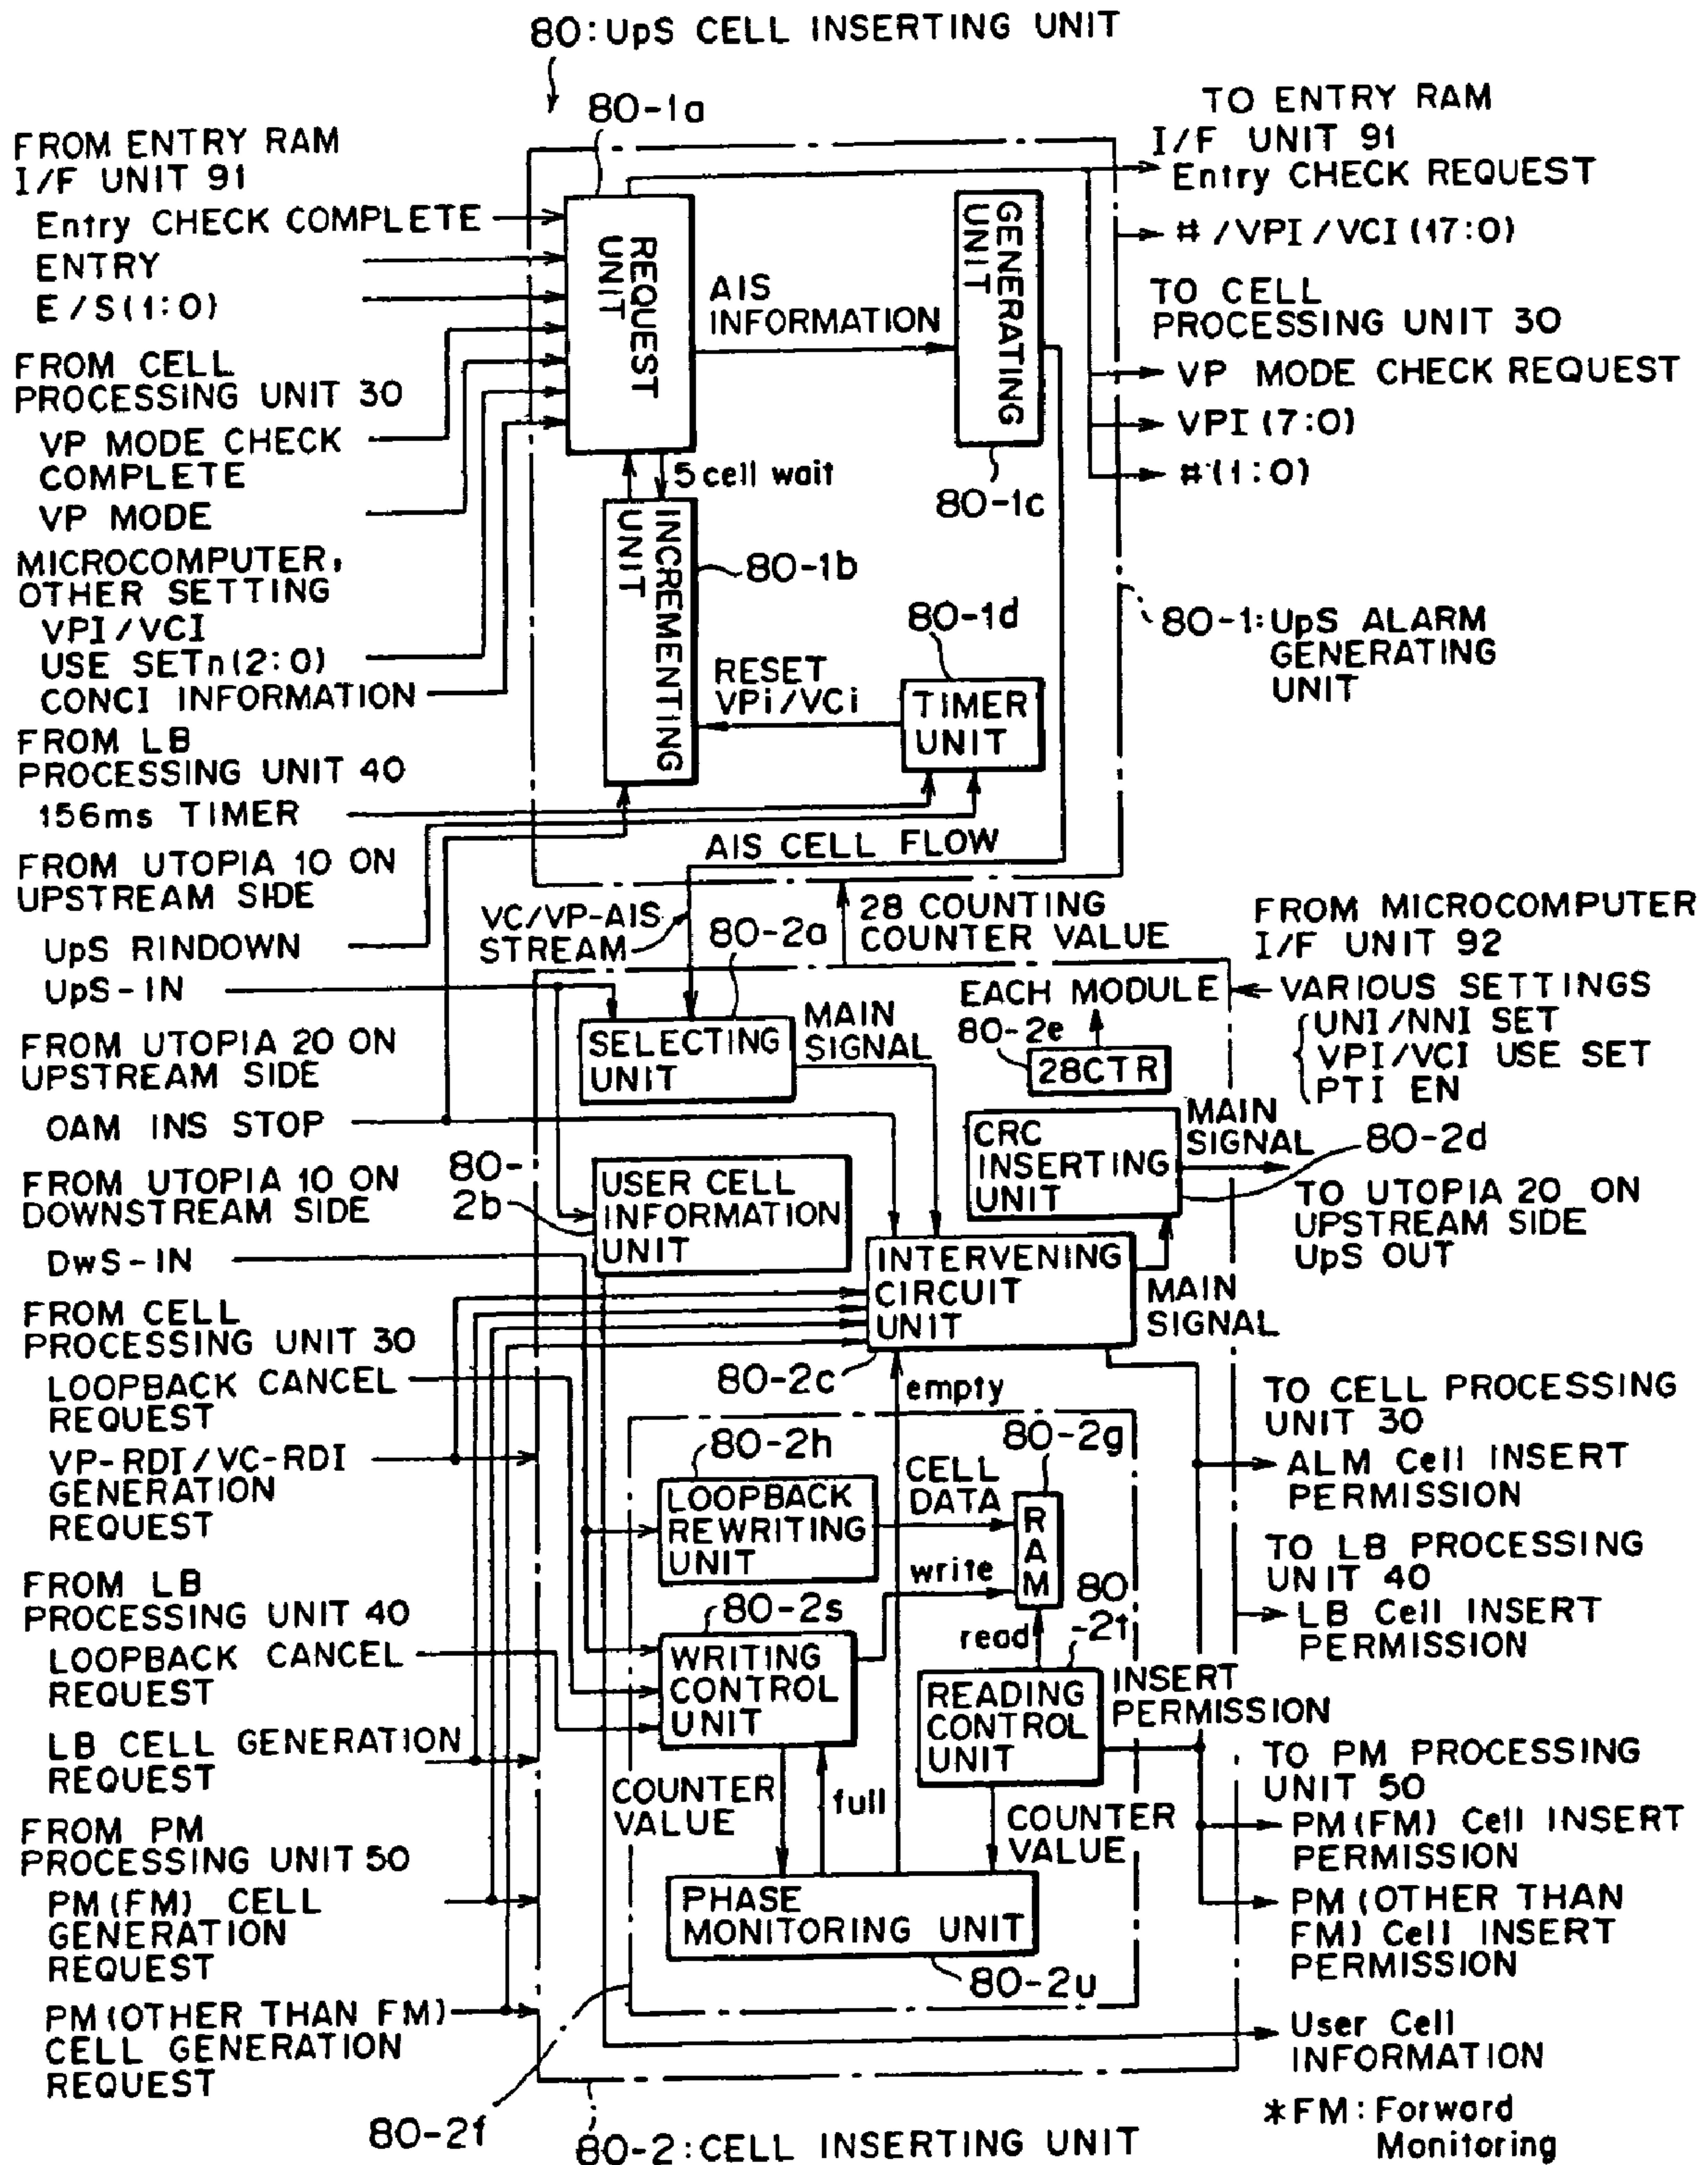 80:UpS CELL INSERTING UNIT
80-1a
FROM ENTRY RAM
I/F UNIT 91
Entry CHECK COMPLETE
ENTRY
E/S(1:0)
FROM CELL
PROCESSING UNIT 30
VP MODE CHECK
COMPLETE
VP MODE
MICROCOMPUTER,
OTHER SETTING
VPI/VCI
USE SETn(2:0)
CONCI INFORMATION
FROM LB
PROCESSING UNIT 40
156ms TIMER
FROM UTOPIA 10 ON
UPSTREAM SIDE
UpS RINDOWN
UpS-IN
FROM UTOPIA 20 ON
UPSTREAM SIDE
OAM INS STOP
FROM UTOPIA 10 ON
DOWNSTREAM SIDE
DwS-IN
FROM CELL
PROCESSING UNIT 30
LOOPBACK CANCEL
REQUEST
VP-RDI/VC-RDI
GENERATION
REQUEST
FROM LB
PROCESSING UNIT 40
LOOPBACK CANCEL
REQUEST
LB CELL GENERATION
REQUEST
FROM PM
PROCESSING UNIT 50
PM(FM) CELL
GENERATION
REQUEST
PM(OTHER THAN FM)
CELL GENERATION
REQUEST
REQUEST
UNIT
AIS
INFORMATION
GENERATING
UNIT
80-1c
5 cell wait
INCREMENTING
UNIT
80-1b
80-1d
RESET
VPi/VCi
TIMER
UNIT
AIS CELL FLOW
VC/VP-AIS
STREAM
80-2a
28 COUNTING
COUNTER VALUE
SELECTING
UNIT
MAIN
SIGNAL
EACH MODULE
80-2e
28CTR
CRC
INSERTING
UNIT
MAIN
SIGNAL
80-2d
80-
2b
USER CELL
INFORMATION
UNIT
INTERVENING
CIRCUIT
UNIT
MAIN
SIGNAL
80-2c
empty
80-2h
80-2g
LOOPBACK
REWRITING
UNIT
CELL
DATA
RAM
write
80
-2t
80-2s
read
WRITING
CONTROL
UNIT
READING
CONTROL
UNIT
INSERT
PERMISSION
COUNTER
VALUE
full
COUNTER
VALUE
PHASE
MONITORING UNIT
80-2u
80-2f
80-2:CELL INSERTING UNIT
TO ENTRY RAM
I/F UNIT 91
Entry CHECK REQUEST
#/VPI/VCI(17:0)
TO CELL
PROCESSING UNIT 30
VP MODE CHECK REQUEST
VPI(7:0)
#(1:0)
80-1:UpS ALARM
GENERATING
UNIT
FROM MICROCOMPUTER
I/F UNIT 92
VARIOUS SETTINGS
UNI/NNI SET
VPI/VCI USE SET
PTI EN
TO UTOPIA 20 ON
UPSTREAM SIDE
UpS OUT
TO CELL PROCESSING
UNIT 30
ALM Cell INSERT
PERMISSION
TO LB PROCESSING
UNIT 40
LB Cell INSERT
PERMISSION
TO PM PROCESSING
UNIT 50
PM(FM) Cell INSERT
PERMISSION
PM(OTHER THAN
FM) Cell INSERT
PERMISSION
User Cell
INFORMATION
*FM: Forward
Monitoring